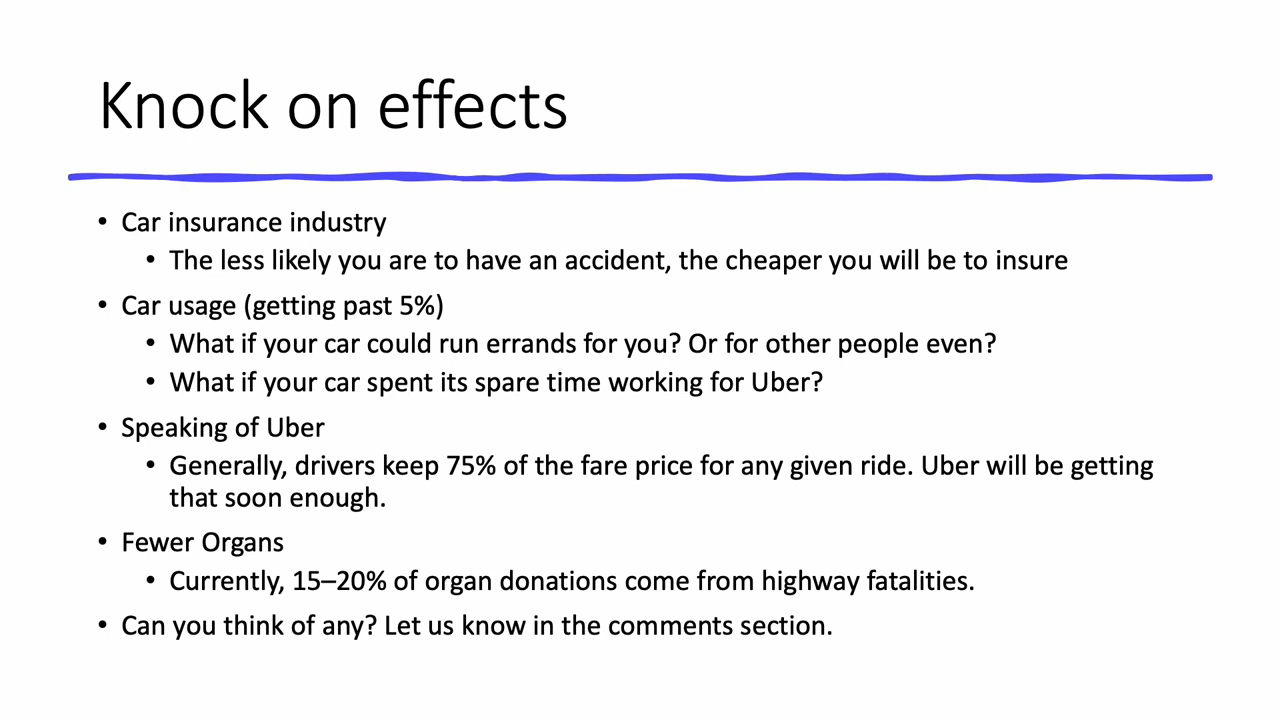 Knock on effects
• Car insurance industry
• The less likely you are to have an accident, the cheaper you will be to insure
• Car usage (getting past 5%)
• What if your car could run errands for you? Or for other people even?
• What if your car spent its spare time working for Uber?
• Speaking of Uber
• Generally, drivers keep 75% of the fare price for any given ride. Uber will be getting
that soon enough.
• Fewer Organs
• Currently, 15–20% of organ donations come from highway fatalities.
• Can you think of any? Let us know in the comments section.